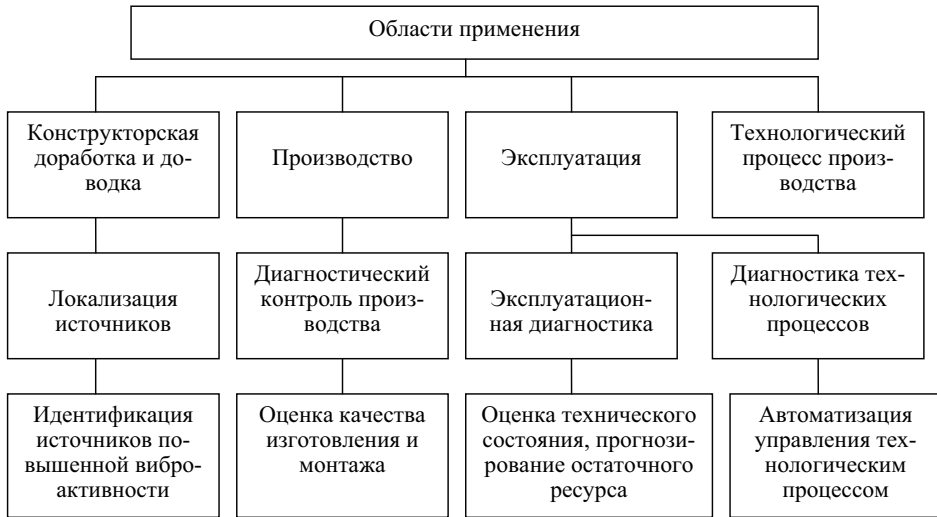 Области применения
Конструкторская
доработка и до-
водка
Производство
Эксплуатация
Технологический
процесс произ-
водства
Локализация
источников
Диагностический
контроль произ-
водства
Эксплуатацион-
ная диагностика
Диагностика тех-
нологических
процессов
Идентификация
источников по-
вышенной вибро-
активности
Оценка качества
изготовления и
монтажа
Оценка технического
состояния, прогнози-
рование остаточного
ресурса
Автоматизация
управления тех-
нологическим
процессом